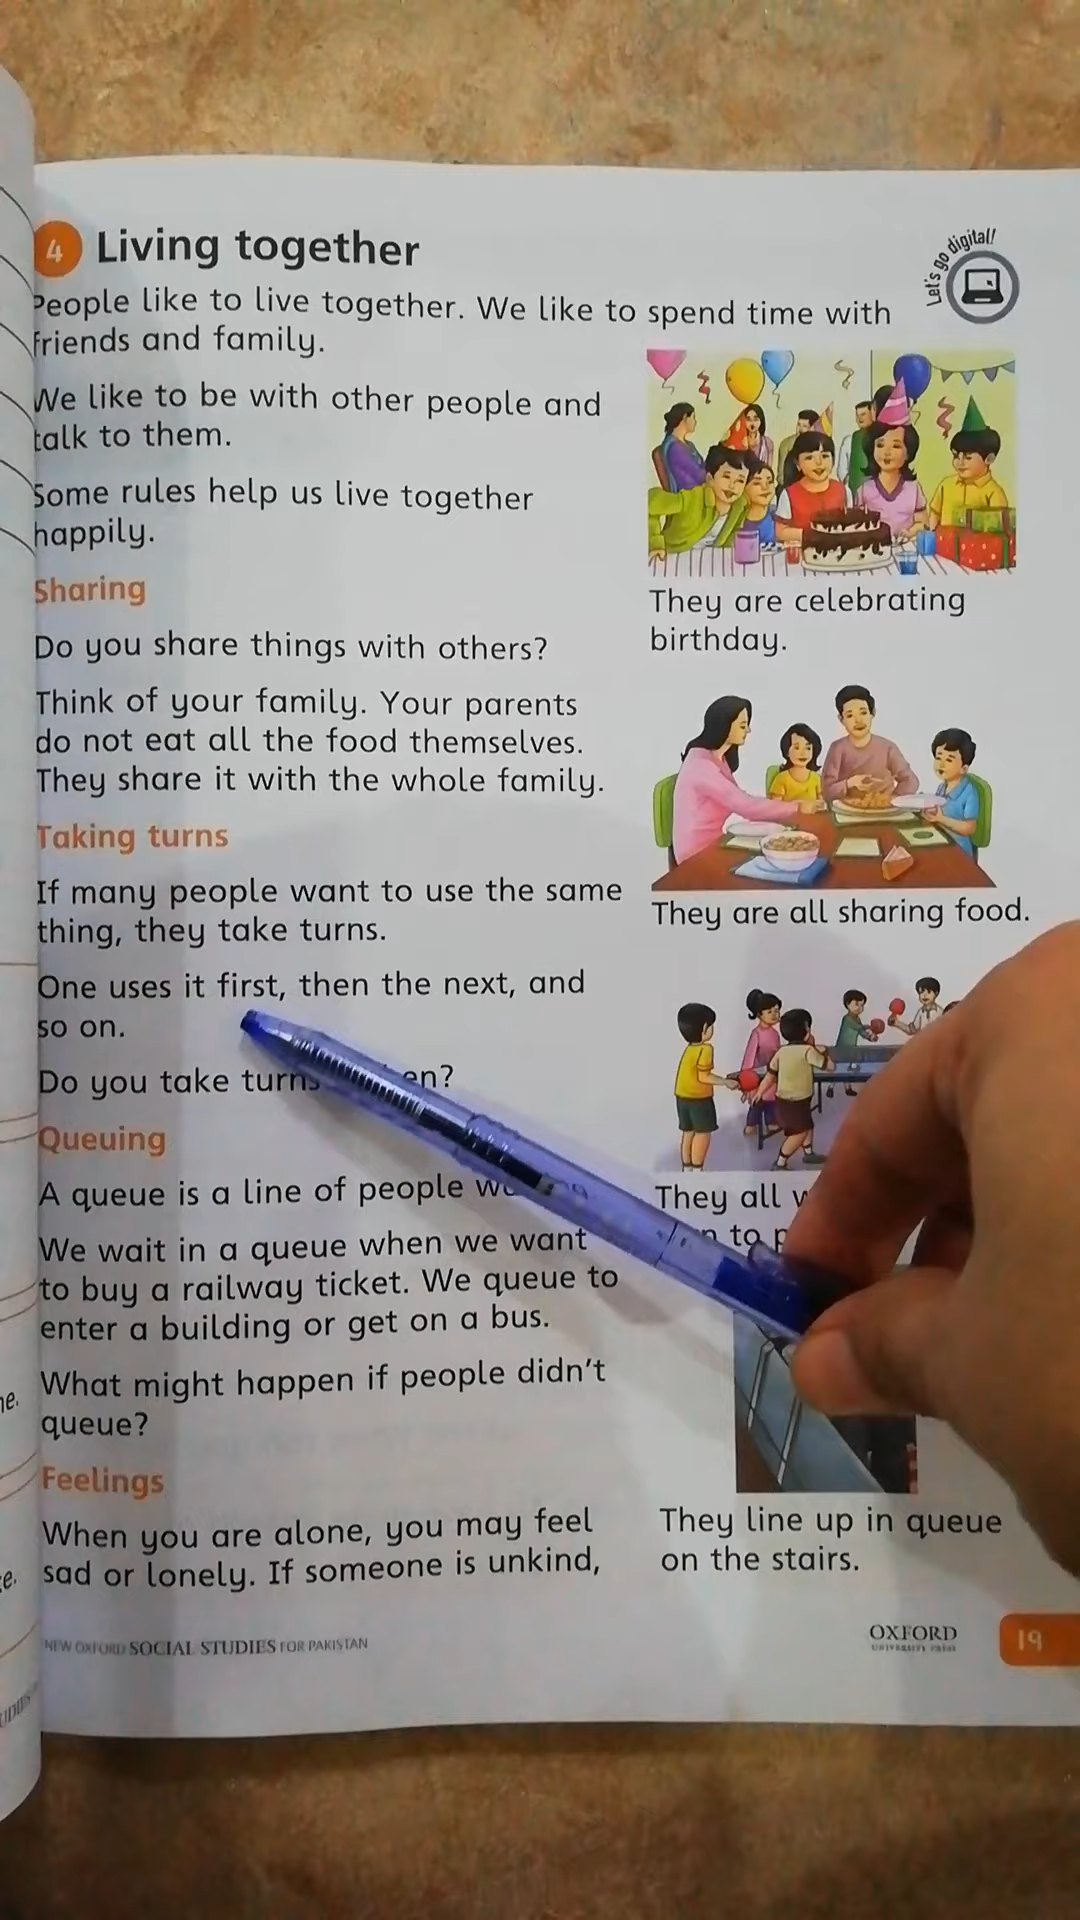 4 Living together
Let's go digital!
People like to live together. We like to spend time with
friends and family.
We like to be with other people and
talk to them.
Some rules help us live together
happily.
Sharing
Do you share things with others?
Think of your family. Your parents
do not eat all the food themselves.
They share it with the whole family.
Taking turns
If many people want to use the same
thing, they take turns.
One uses it first, then the next, and
so on.
Do you take turns
Queuing
A queue is a line of people
We wait in a queue when we want
to buy a railway ticket. We queue to
enter a building or get on a bus.
What might happen if people didn't
queue?
Feelings
When you are alone, you may feel
sad or lonely. If someone is unkind,
They are celebrating
birthday.
They are all sharing food.
They all
to
They line up in queue
on the stairs.
NEW OXFORD SOCIAL STUDIES FOR PAKISTAN
OXFORD
UNIVERSITY PRESS
19